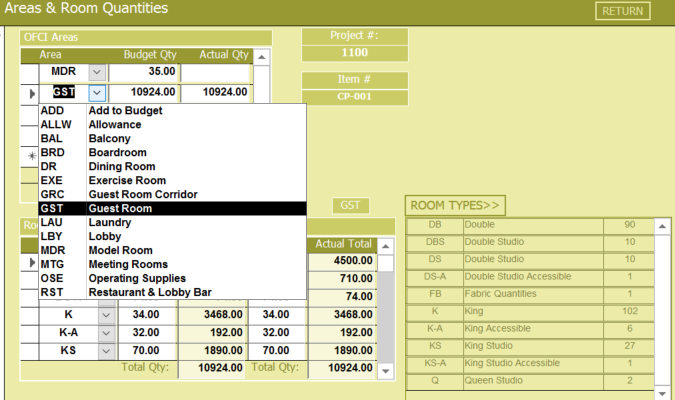 Areas & Room Quantities
RETURN
OFCI Areas
Project #:
1100
Item #
CP-001
Area Budget Qty Actual Qty
MDR 35.00
GST 10924.00 10924.00
ADD Add to Budget
ALLW Allowance
BAL Balcony
BRD Boardroom
DR Dining Room
EXE Exercise Room
GRC Guest Room Corridor
GST Guest Room
LAU Laundry
LBY Lobby
MDR Model Room
MTG Meeting Rooms
OSE Operating Supplies
RST Restaurant & Lobby Bar
GST
Ro
Actual Total
4500.00
710.00
74.00
K 34.00 3468.00 34.00 3468.00
K-A 32.00 192.00 32.00 192.00
KS 70.00 1890.00 70.00 1890.00
Total Qty: 10924.00 Total Qty: 10924.00
ROOM TYPES>>
DB Double 90
DBS Double Studio 10
DS Double Studio 10
DS-A Double Studio Accessible 1
FB Fabric Quantities 1
K King 102
K-A King Accessible 6
KS King Studio 27
KS-A King Studio Accessible 1
Q Queen Studio 2